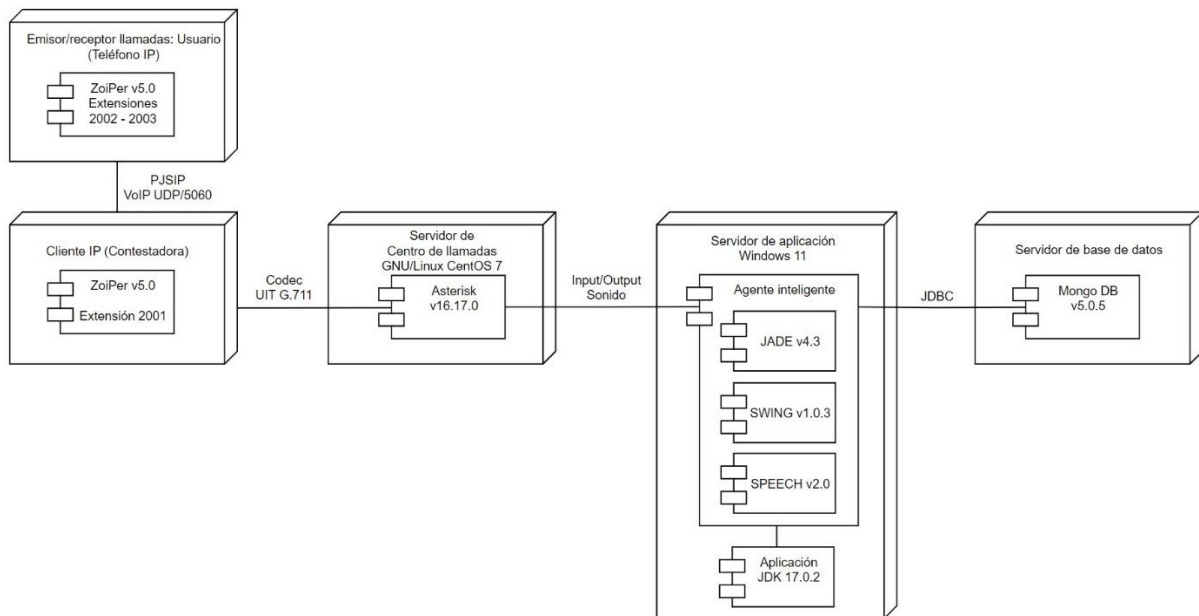 Emisor/receptor llamadas: Usuario
(Teléfono IP)
ZoiPer v5.0
Extensiones
2002 - 2003
PJSIP
VoIP UDP/5060
Cliente IP (Contestadora)
ZoiPer v5.0
Extensión 2001
Codec
UIT G.711
Servidor de
Centro de llamadas
GNU/Linux CentOS 7
Asterisk
v16.17.0
Input/Output
Sonido
Servidor de aplicación
Windows 11
Agente inteligente
JADE v4.3
SWING v1.0.3
SPEECH v2.0
Aplicación
JDK 17.0.2
JDBC
Servidor de base de datos
Mongo DB
v5.0.5